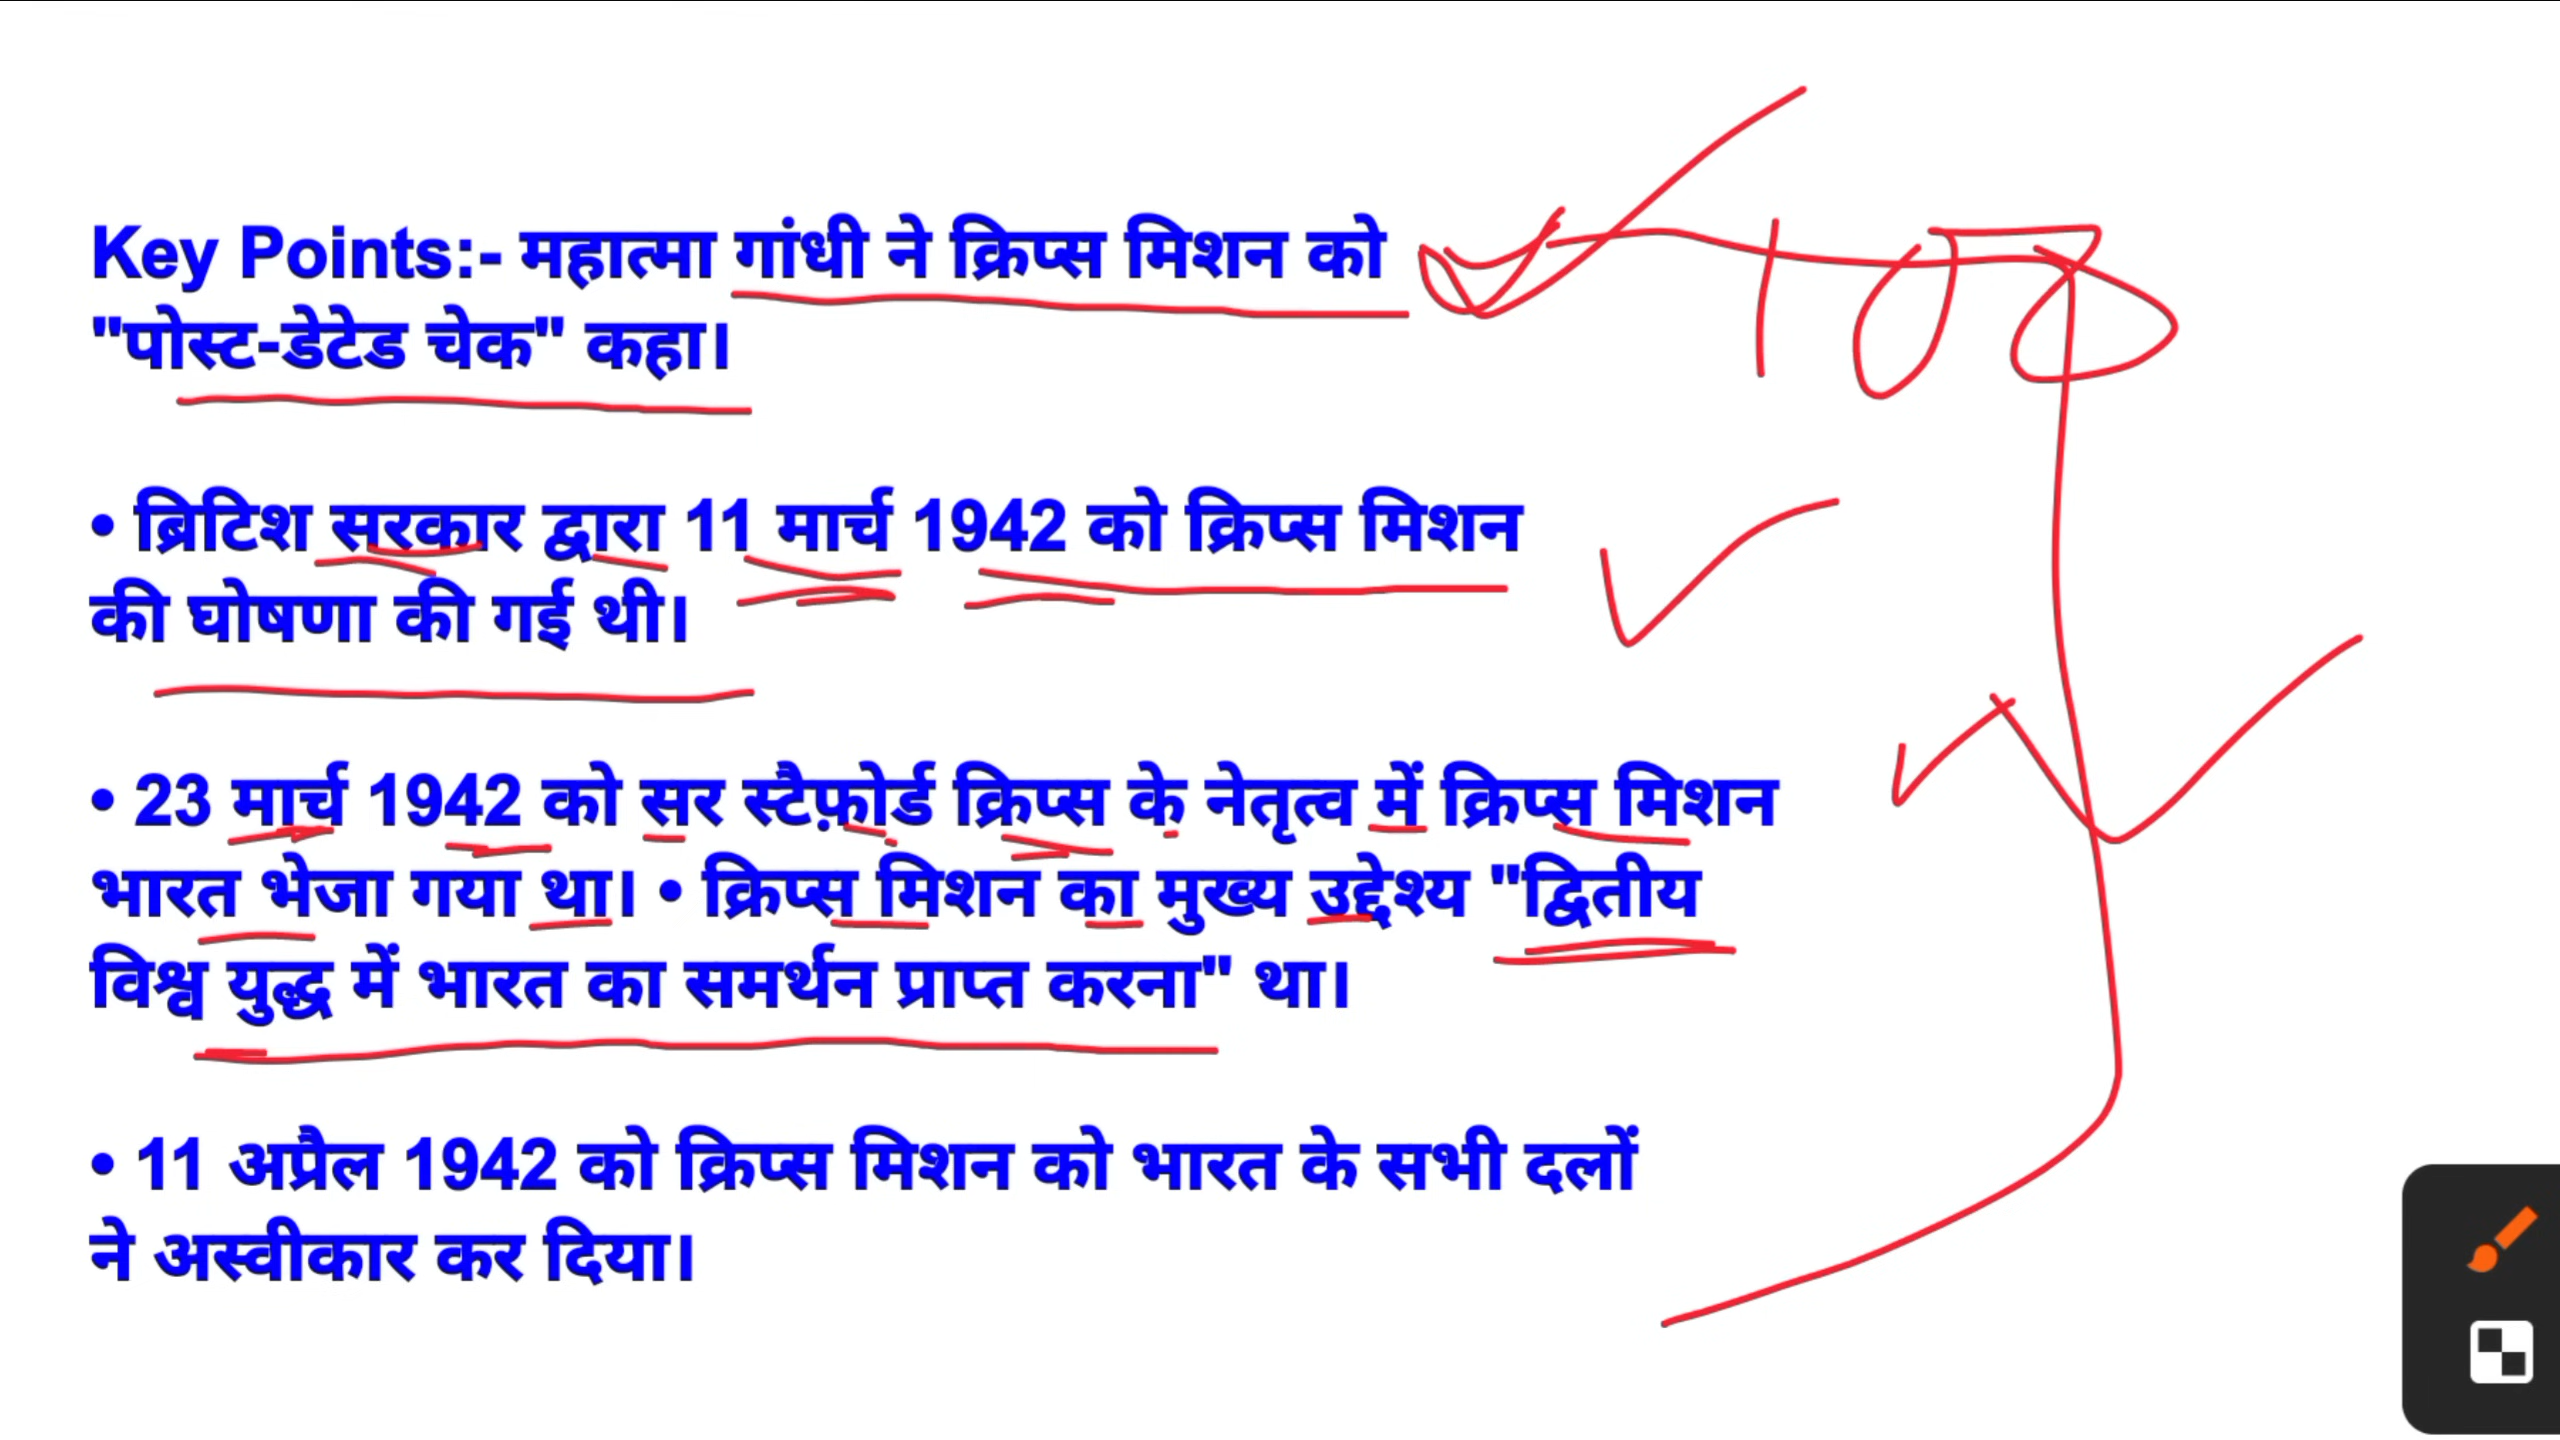 Key Points:- महात्मा गांधी ने क्रिप्स मिशन को
"पोस्ट-डेटेड चेक" कहा।
• ब्रिटिश सरकार द्वारा 11 मार्च 1942 को क्रिप्स मिशन
की घोषणा की गई थी।
• 23 मार्च 1942 को सर स्टैफ़ोर्ड क्रिप्स के नेतृत्व में क्रिप्स मिशन
भारत भेजा गया था। • क्रिप्स मिशन का मुख्य उद्देश्य "द्वितीय
विश्व युद्ध में भारत का समर्थन प्राप्त करना" था।
• 11 अप्रैल 1942 को क्रिप्स मिशन को भारत के सभी दलों
ने अस्वीकार कर दिया।